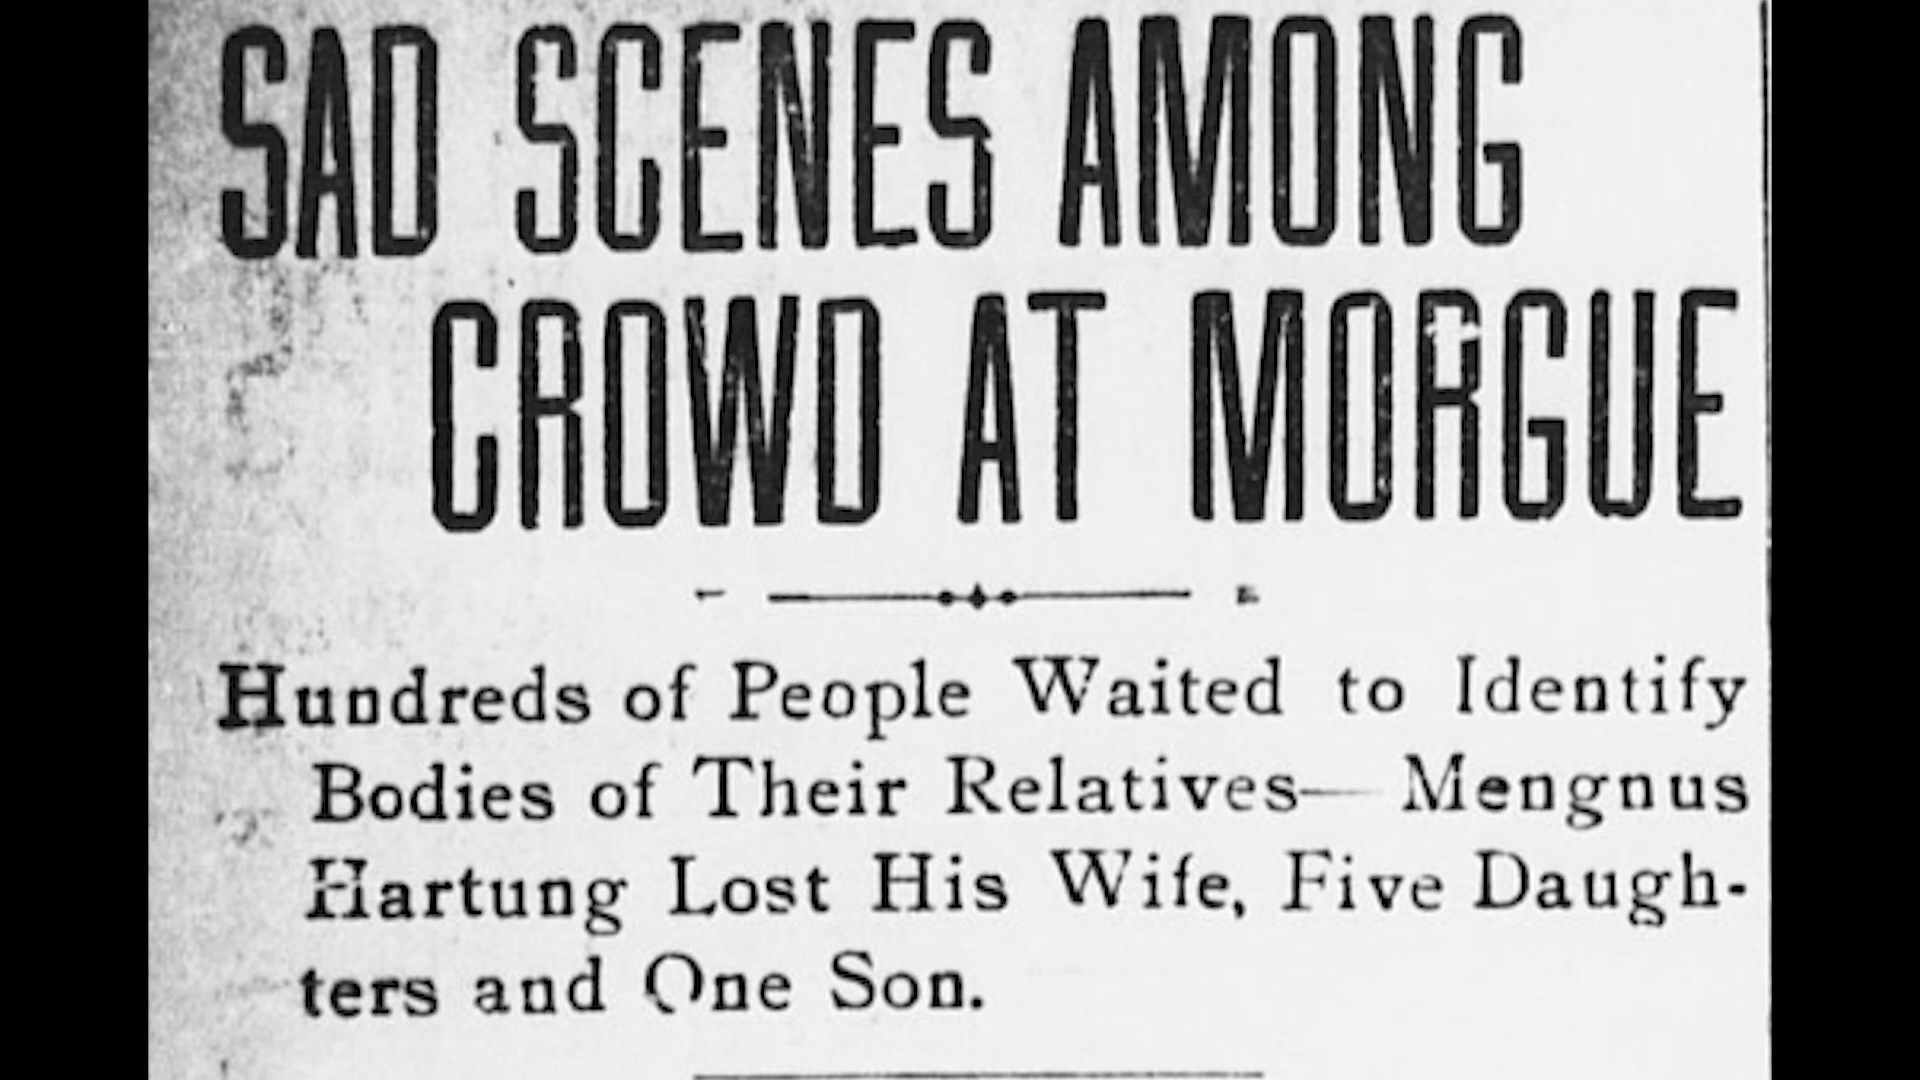 SAD SCENES AMONG
CROWD AT MORGUE
Hundreds of People Waited to Identify
Bodies of Their Relatives— Mengnus
Hartung Lost His Wife, Five Daugh-
ters and One Son.